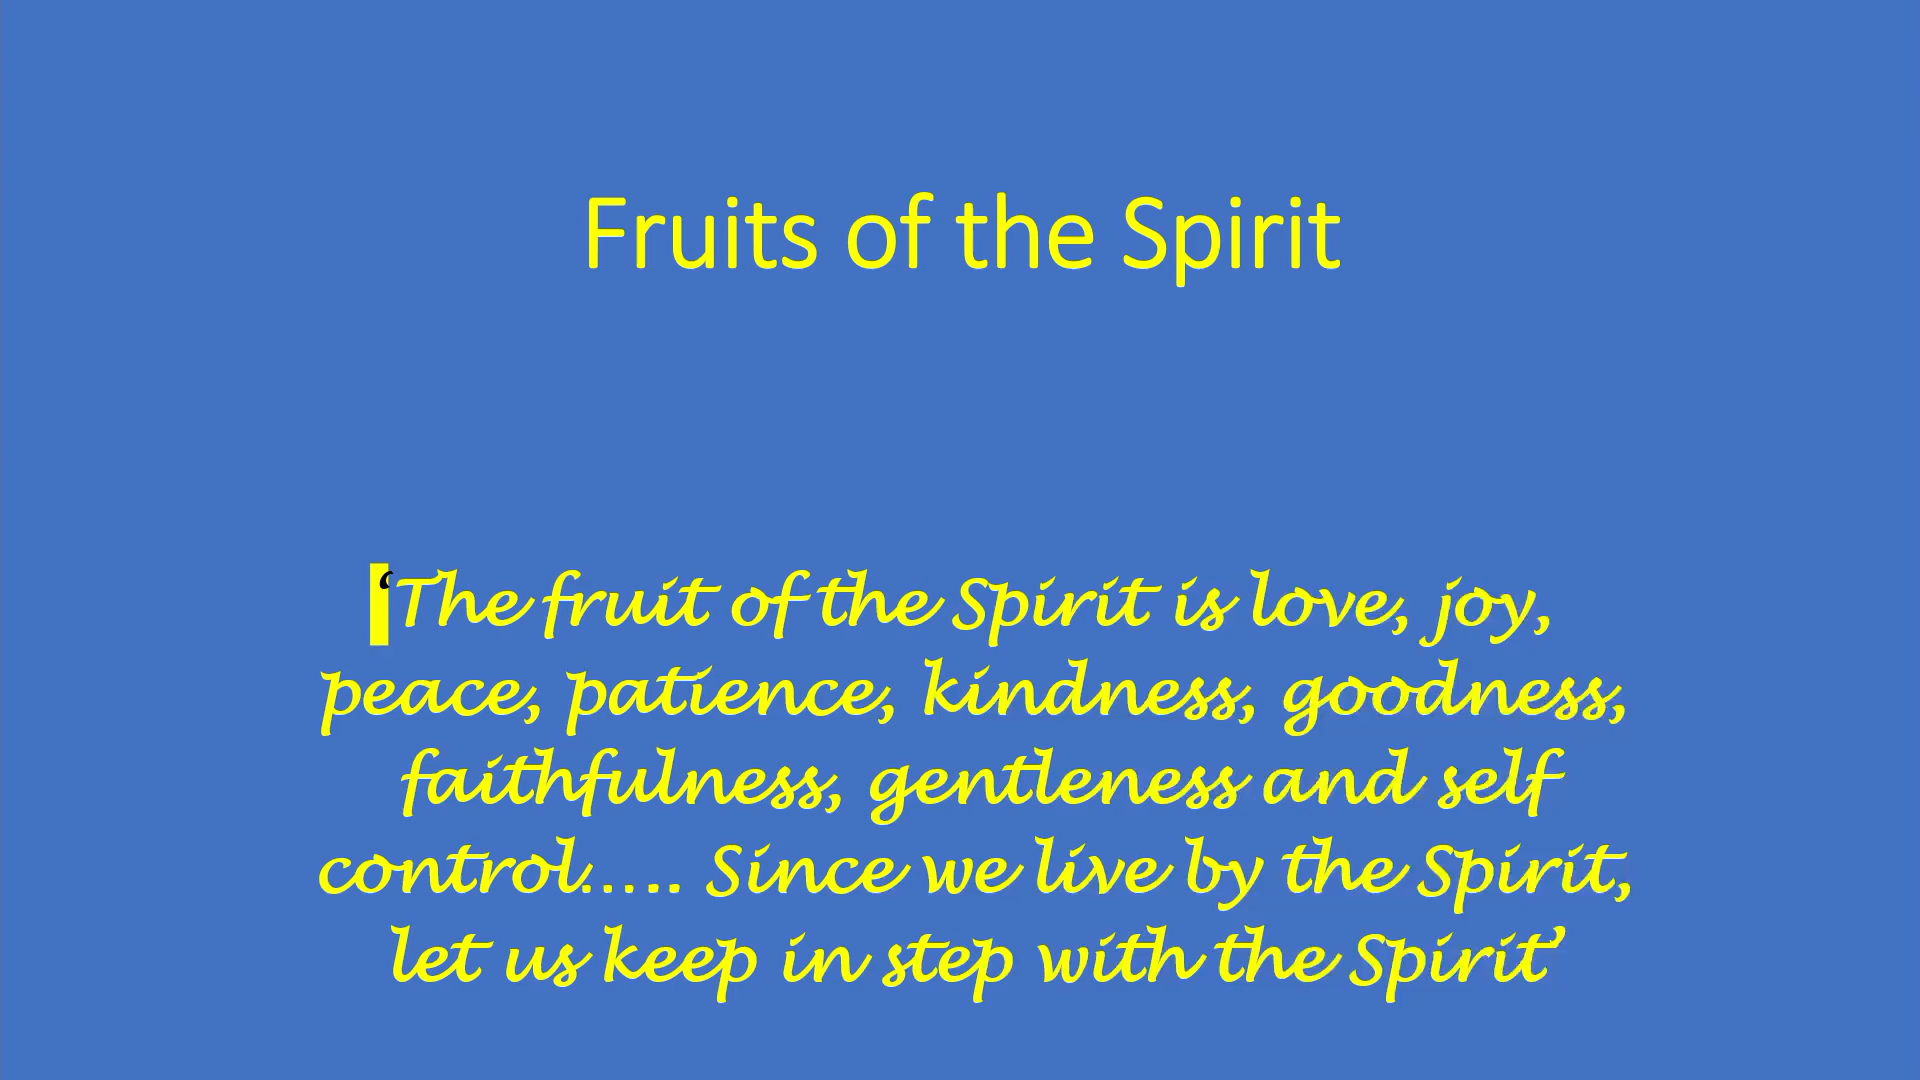 Fruits of the Spirit
‘The fruit of the Spirit is love, joy,
peace, patience, kindness, goodness,
faithfulness, gentleness and self
control..... Since we live by the Spirit,
let us keep in step with the Spirit’